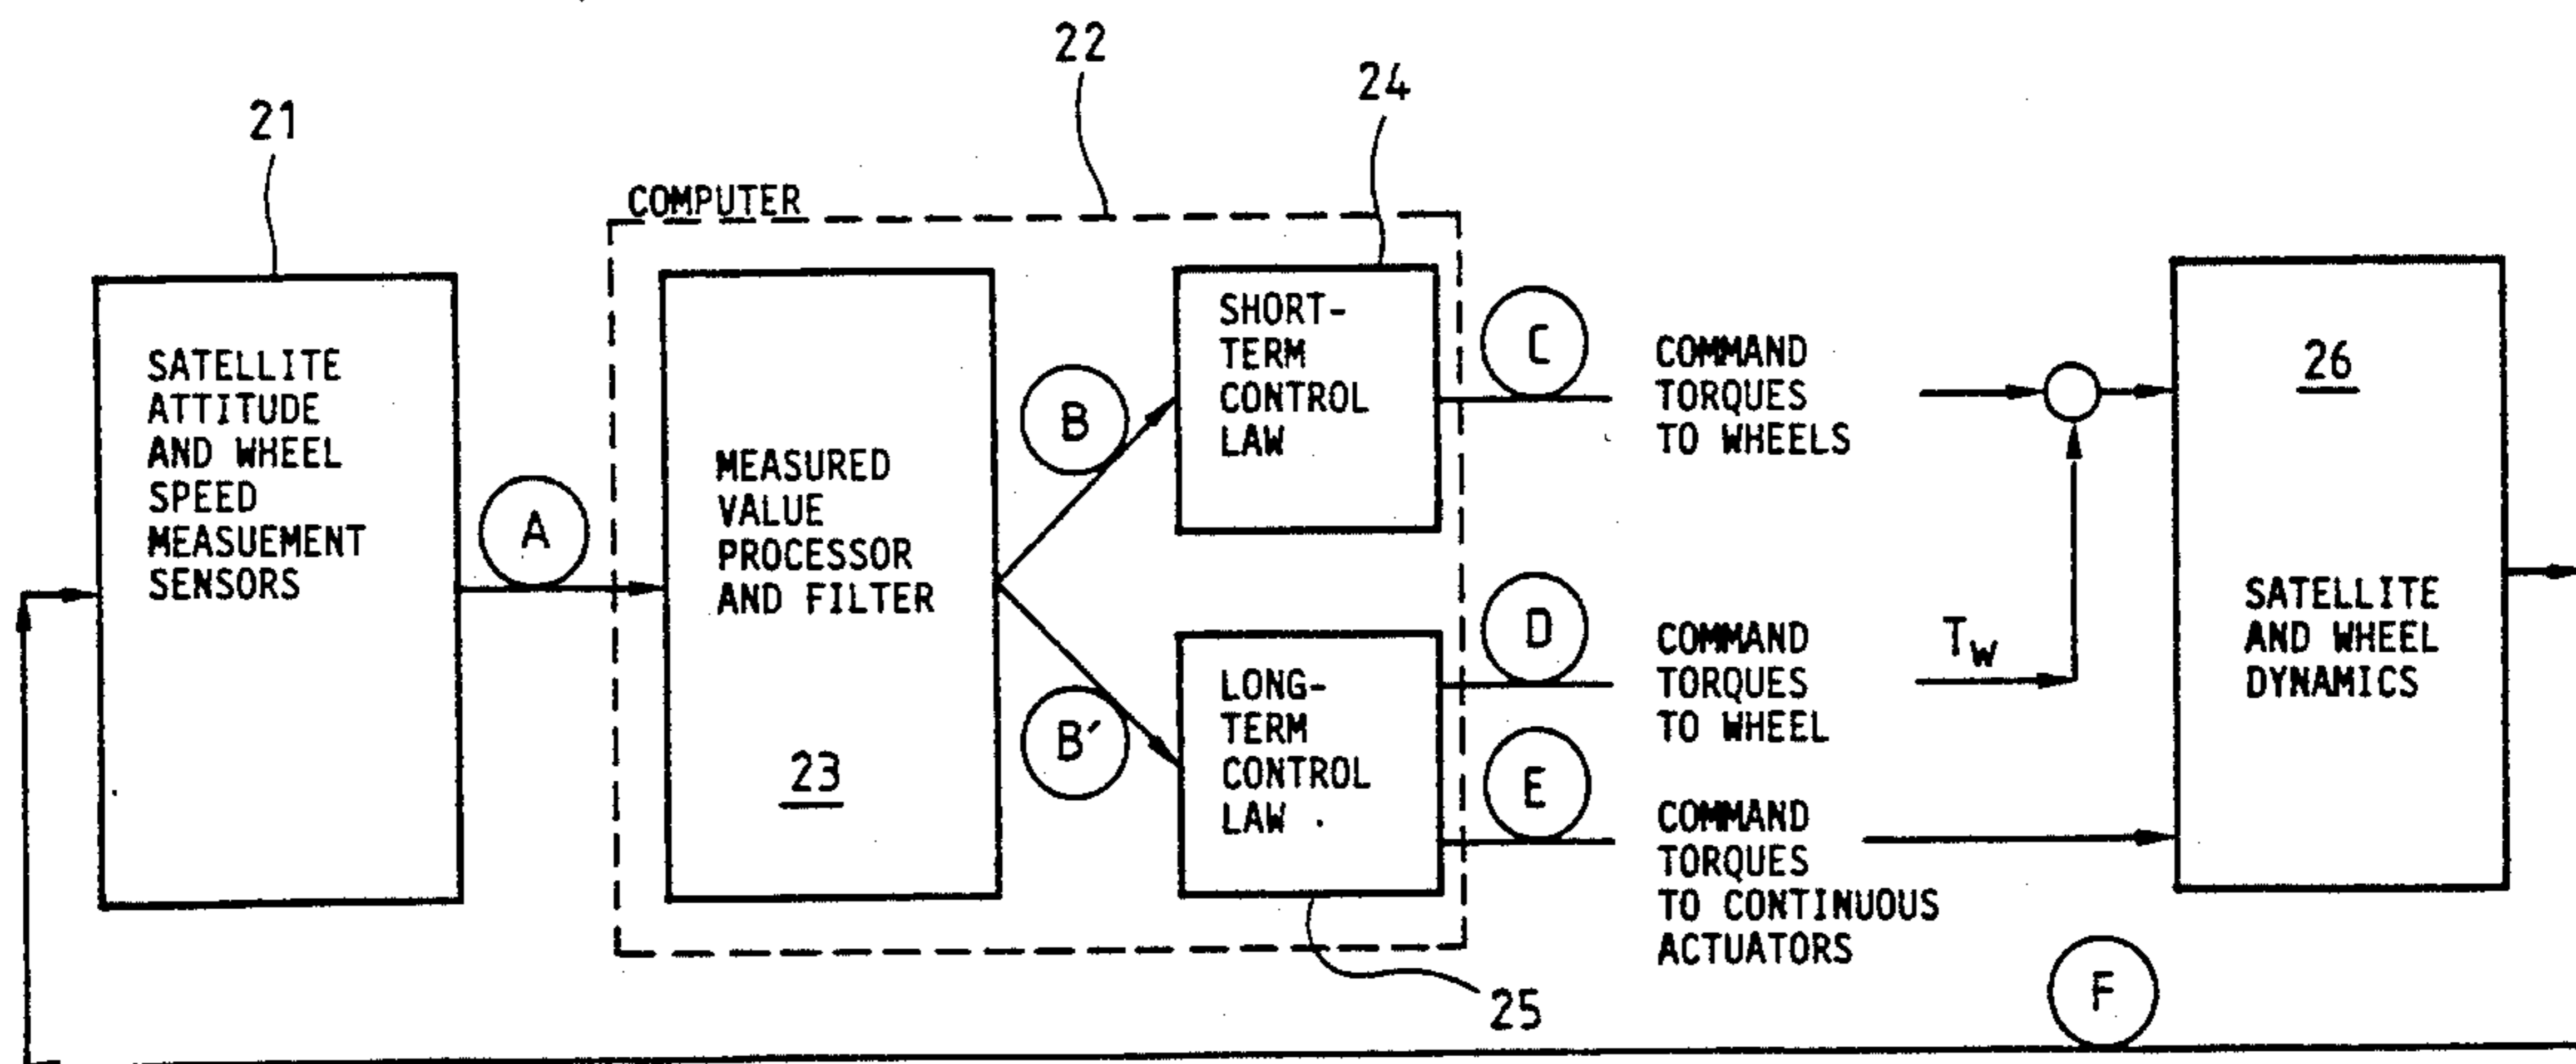 22
24
21
COMPUTER
SATELLITE
ATTITUDE
AND WHEEL
SPEED
MEASUEMENT
SENSORS
A
MEASURED
VALUE
PROCESSOR
AND FILTER
23
B
B′
SHORT-
TERM
CONTROL
LAW
LONG-
TERM
CONTROL
LAW
25
C
COMMAND
TORQUES
TO WHEELS
D
COMMAND
TORQUES
TO WHEEL
Tw
E
COMMAND
TORQUES
TO CONTINUOUS
ACTUATORS
26
SATELLITE
AND WHEEL
DYNAMICS
F